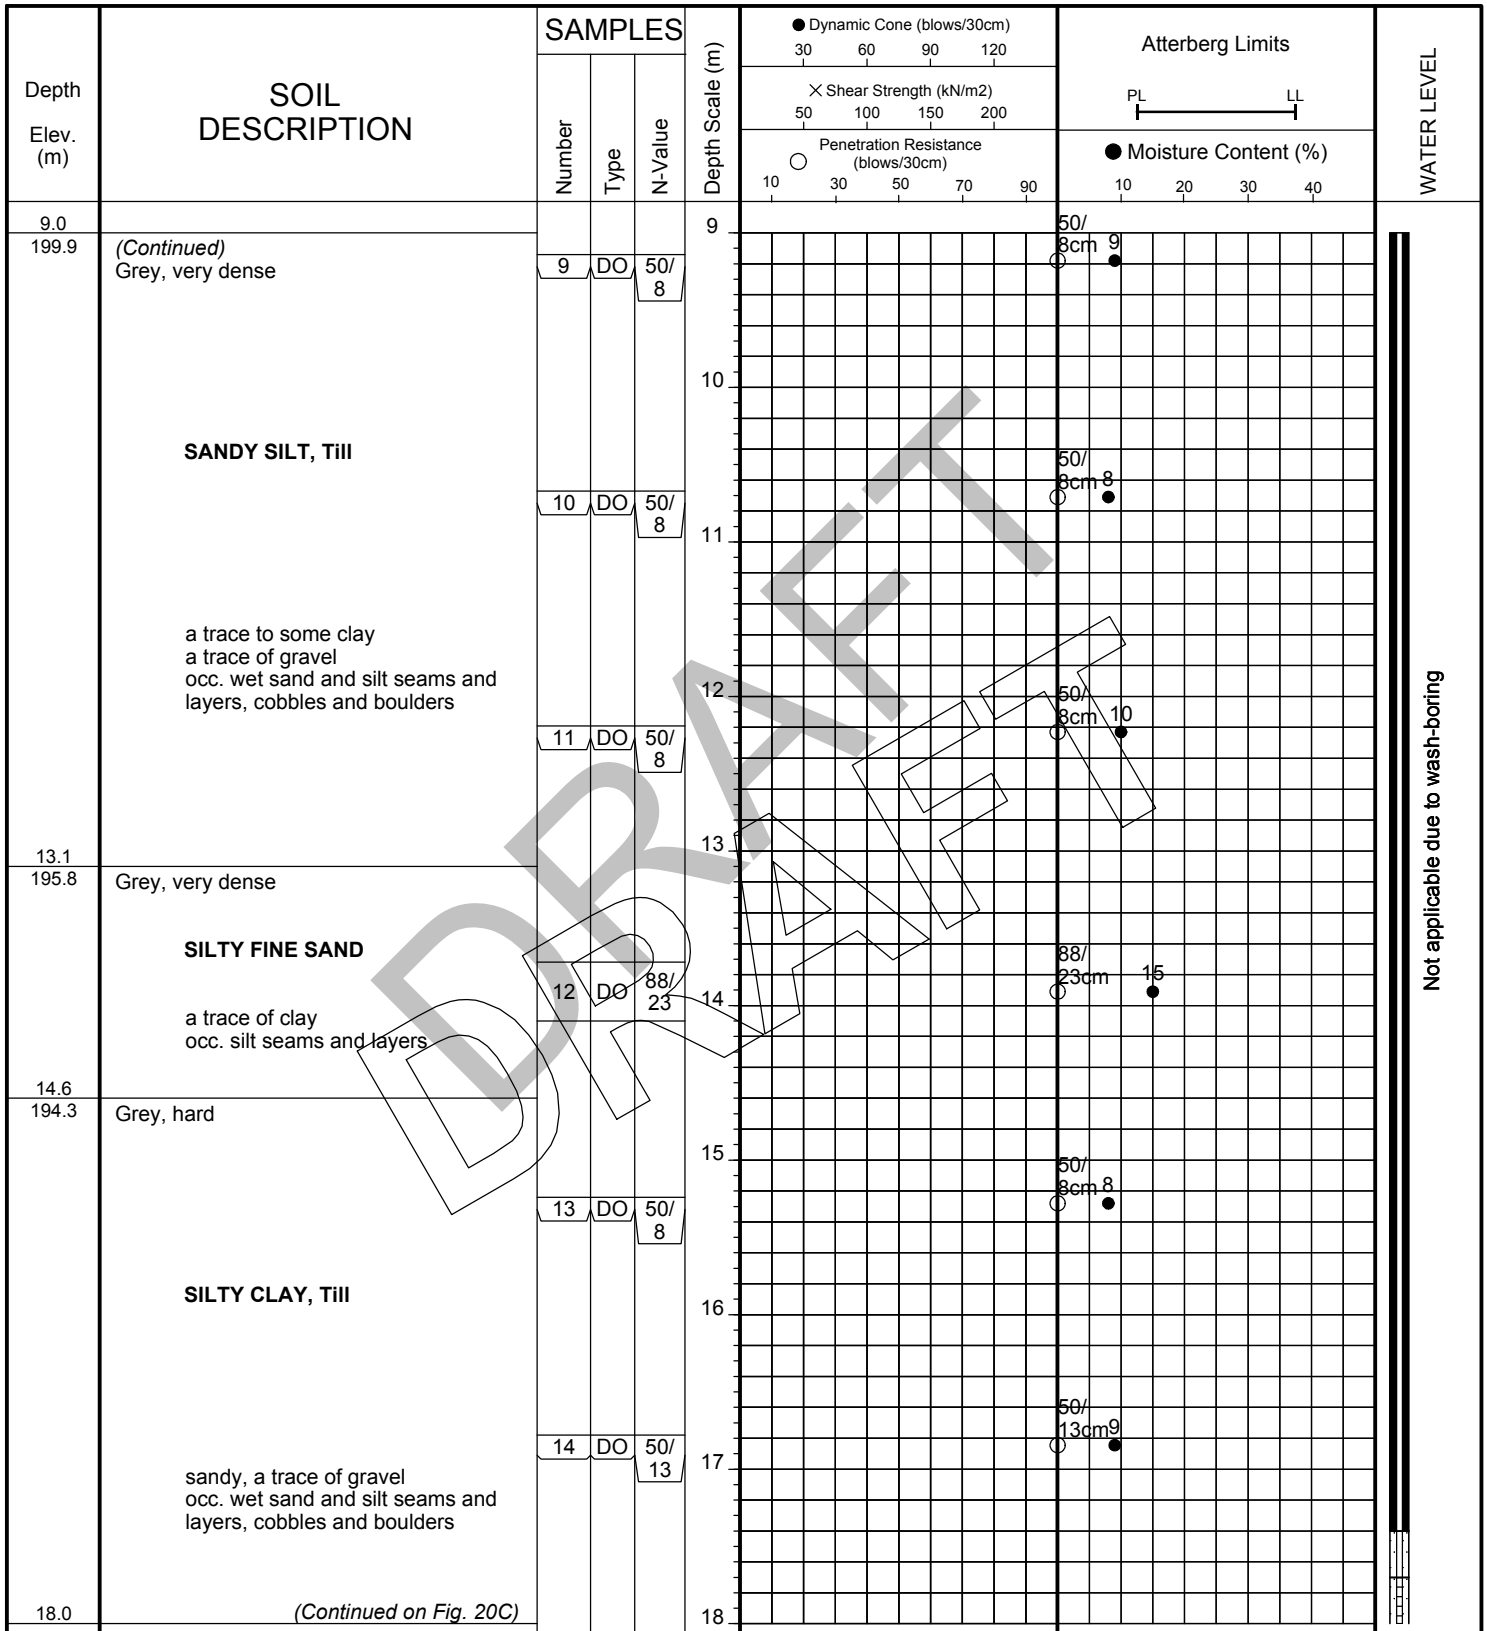 Depth
Elev.
(m)
SOIL
DESCRIPTION
SAMPLES
Number
Type
N-Value
Depth Scale (m)
● Dynamic Cone (blows/30cm)
30 60 90 120
× Shear Strength (kN/m2)
50 100 150 200
○ Penetration Resistance
(blows/30cm)
10 30 50 70 90
Atterberg Limits
PL LL
● Moisture Content (%)
10 20 30 40
WATER LEVEL
9.0
199.9
(Continued)
Grey, very dense
9 DO 50/
8
9
50/
8cm 9
10
SANDY SILT, Till
10 DO 50/
8
50/
8cm 8
11
a trace to some clay
a trace of gravel
occ. wet sand and silt seams and
layers, cobbles and boulders
11 DO 50/
8
12
50/
8cm 10
13
13.1
195.8
Grey, very dense
SILTY FINE SAND
12 DO 88/
23
88/
23cm 15
14
a trace of clay
occ. silt seams and layers
14.6
194.3
Grey, hard
15
13 DO 50/
8
50/
8cm 8
SILTY CLAY, Till
16
14 DO 50/
13
50/
13cm 9
17
sandy, a trace of gravel
occ. wet sand and silt seams and
layers, cobbles and boulders
18.0
(Continued on Fig. 20C)
18
Not applicable due to wash-boring
DRAFT
DRAFT